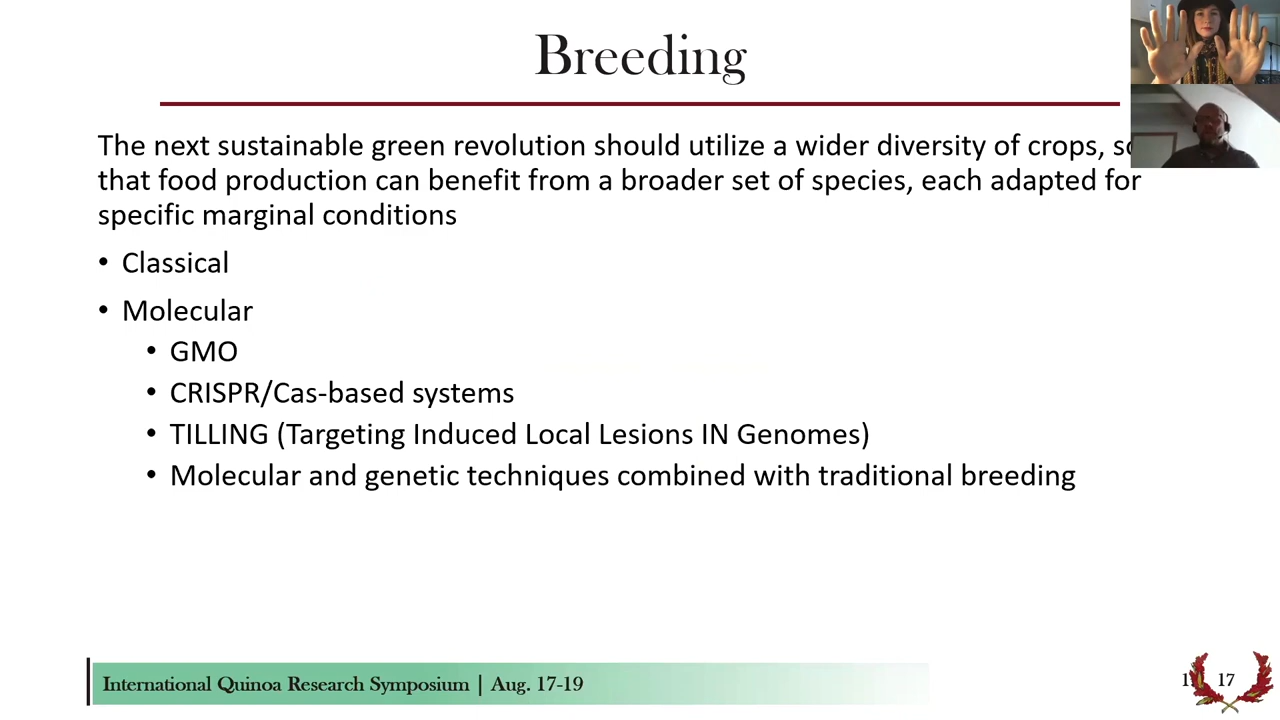 Breeding
The next sustainable green revolution should utilize a wider diversity of crops, so
that food production can benefit from a broader set of species, each adapted for
specific marginal conditions
• Classical
• Molecular
• GMO
• CRISPR/Cas-based systems
• TILLING (Targeting Induced Local Lesions IN Genomes)
• Molecular and genetic techniques combined with traditional breeding
International Quinoa Research Symposium | Aug. 17-19
17